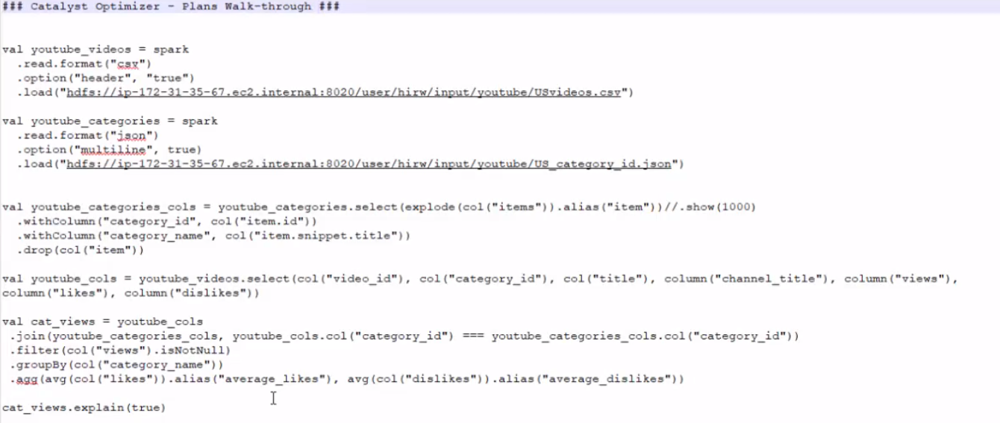 ### Catalyst Optimizer - Plans Walk-through ###
val youtube_videos = spark
.read.format("csv")
.option("header", "true")
.load("hdfs://ip-172-31-35-67.ec2.internal:8020/user/hirw/input/youtube/USvideos.csv")
val youtube_categories = spark
.read.format("json")
.option("multiline", true)
.load("hdfs://ip-172-31-35-67.ec2.internal:8020/user/hirw/input/youtube/US_category_id.json")
val youtube_categories_cols = youtube_categories.select(explode(col("items")).alias("item"))//.show(1000)
.withColumn("category_id", col("item.id"))
.withColumn("category_name", col("item.snippet.title"))
.drop(col("item"))
val youtube_cols = youtube_videos.select(col("video_id"), col("category_id"), col("title"), column("channel_title"), column("views"),
column("likes"), column("dislikes"))
val cat_views = youtube_cols
.join(youtube_categories_cols, youtube_cols.col("category_id") === youtube_categories_cols.col("category_id"))
.filter(col("views").isNotNull)
.groupBy(col("category_name"))
.agg(avg(col("likes")).alias("average_likes"), avg(col("dislikes")).alias("average_dislikes"))
cat_views.explain(true)